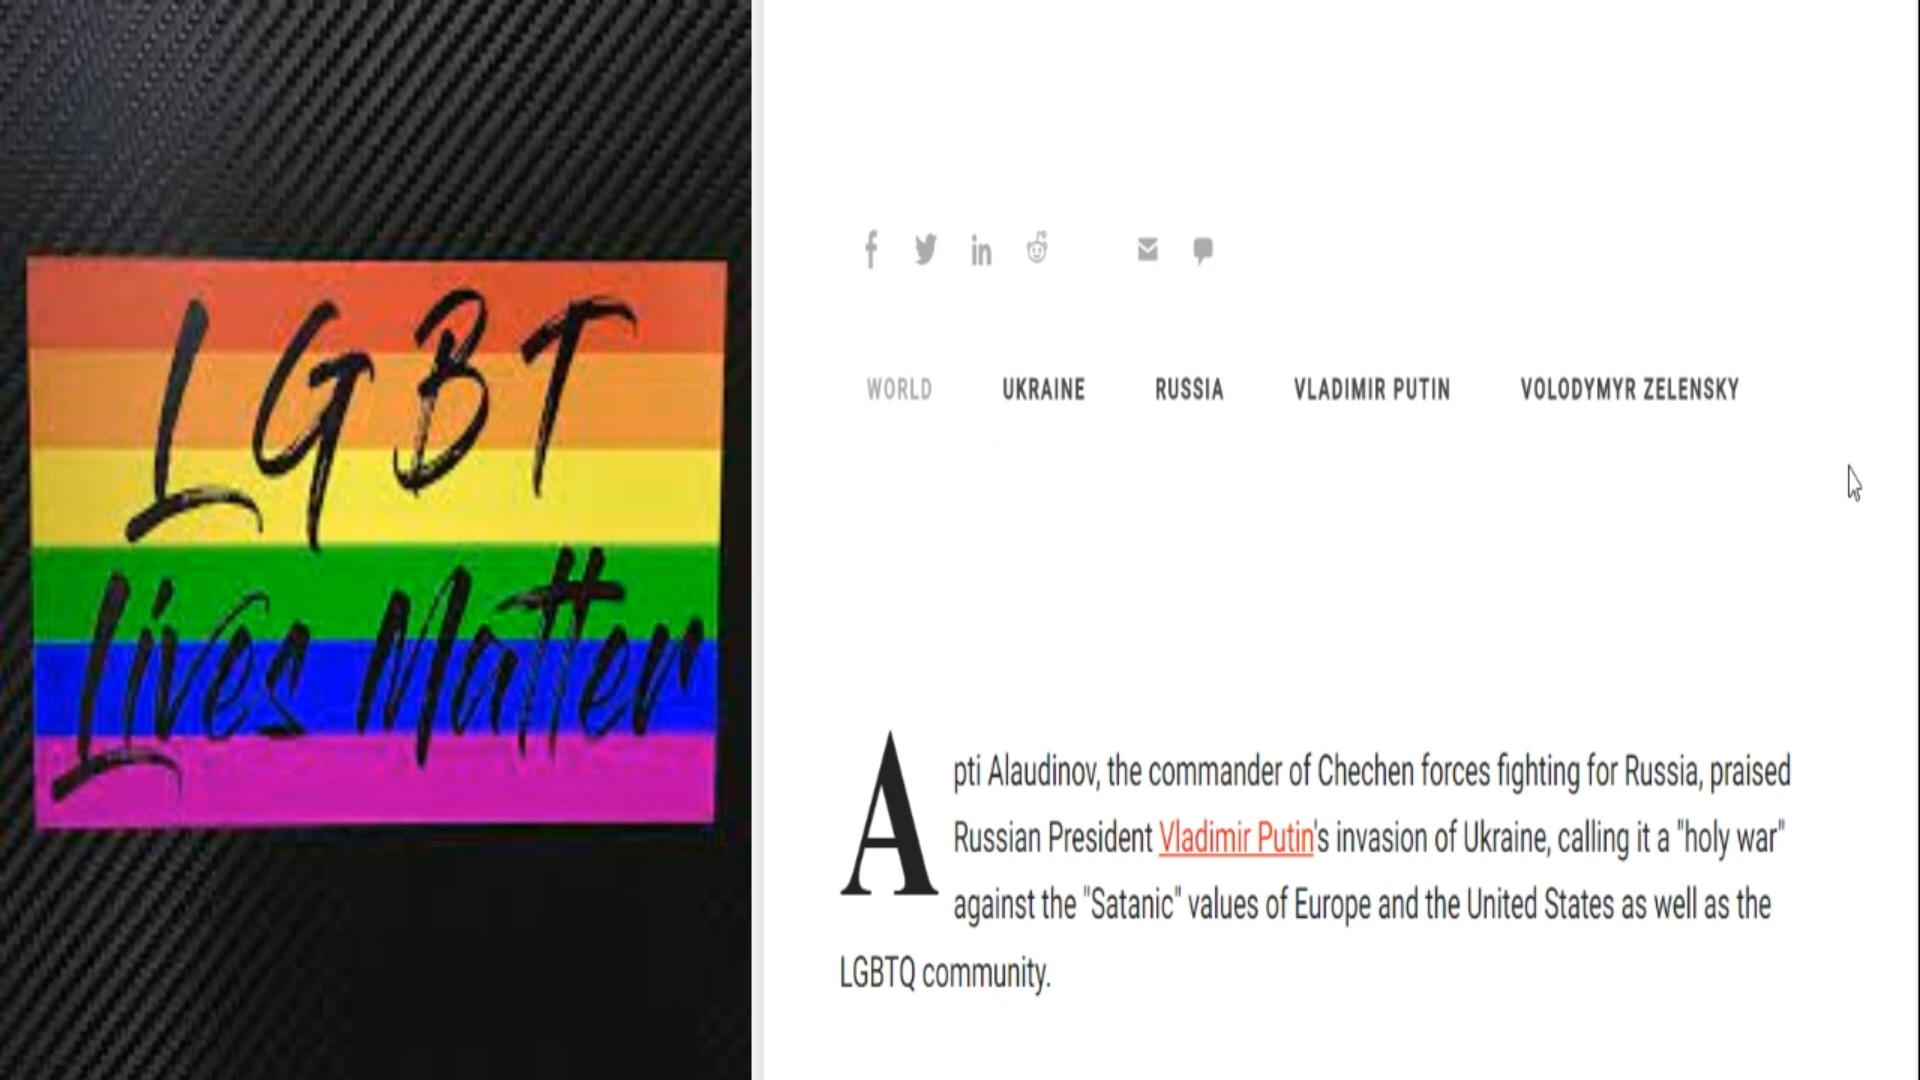 LGBT
Lives Matter
WORLD UKRAINE RUSSIA VLADIMIR PUTIN VOLODYMYR ZELENSKY
Apti Alaudinov, the commander of Chechen forces fighting for Russia, praised
Russian President Vladimir Putin's invasion of Ukraine, calling it a "holy war"
against the "Satanic" values of Europe and the United States as well as the
LGBTQ community.